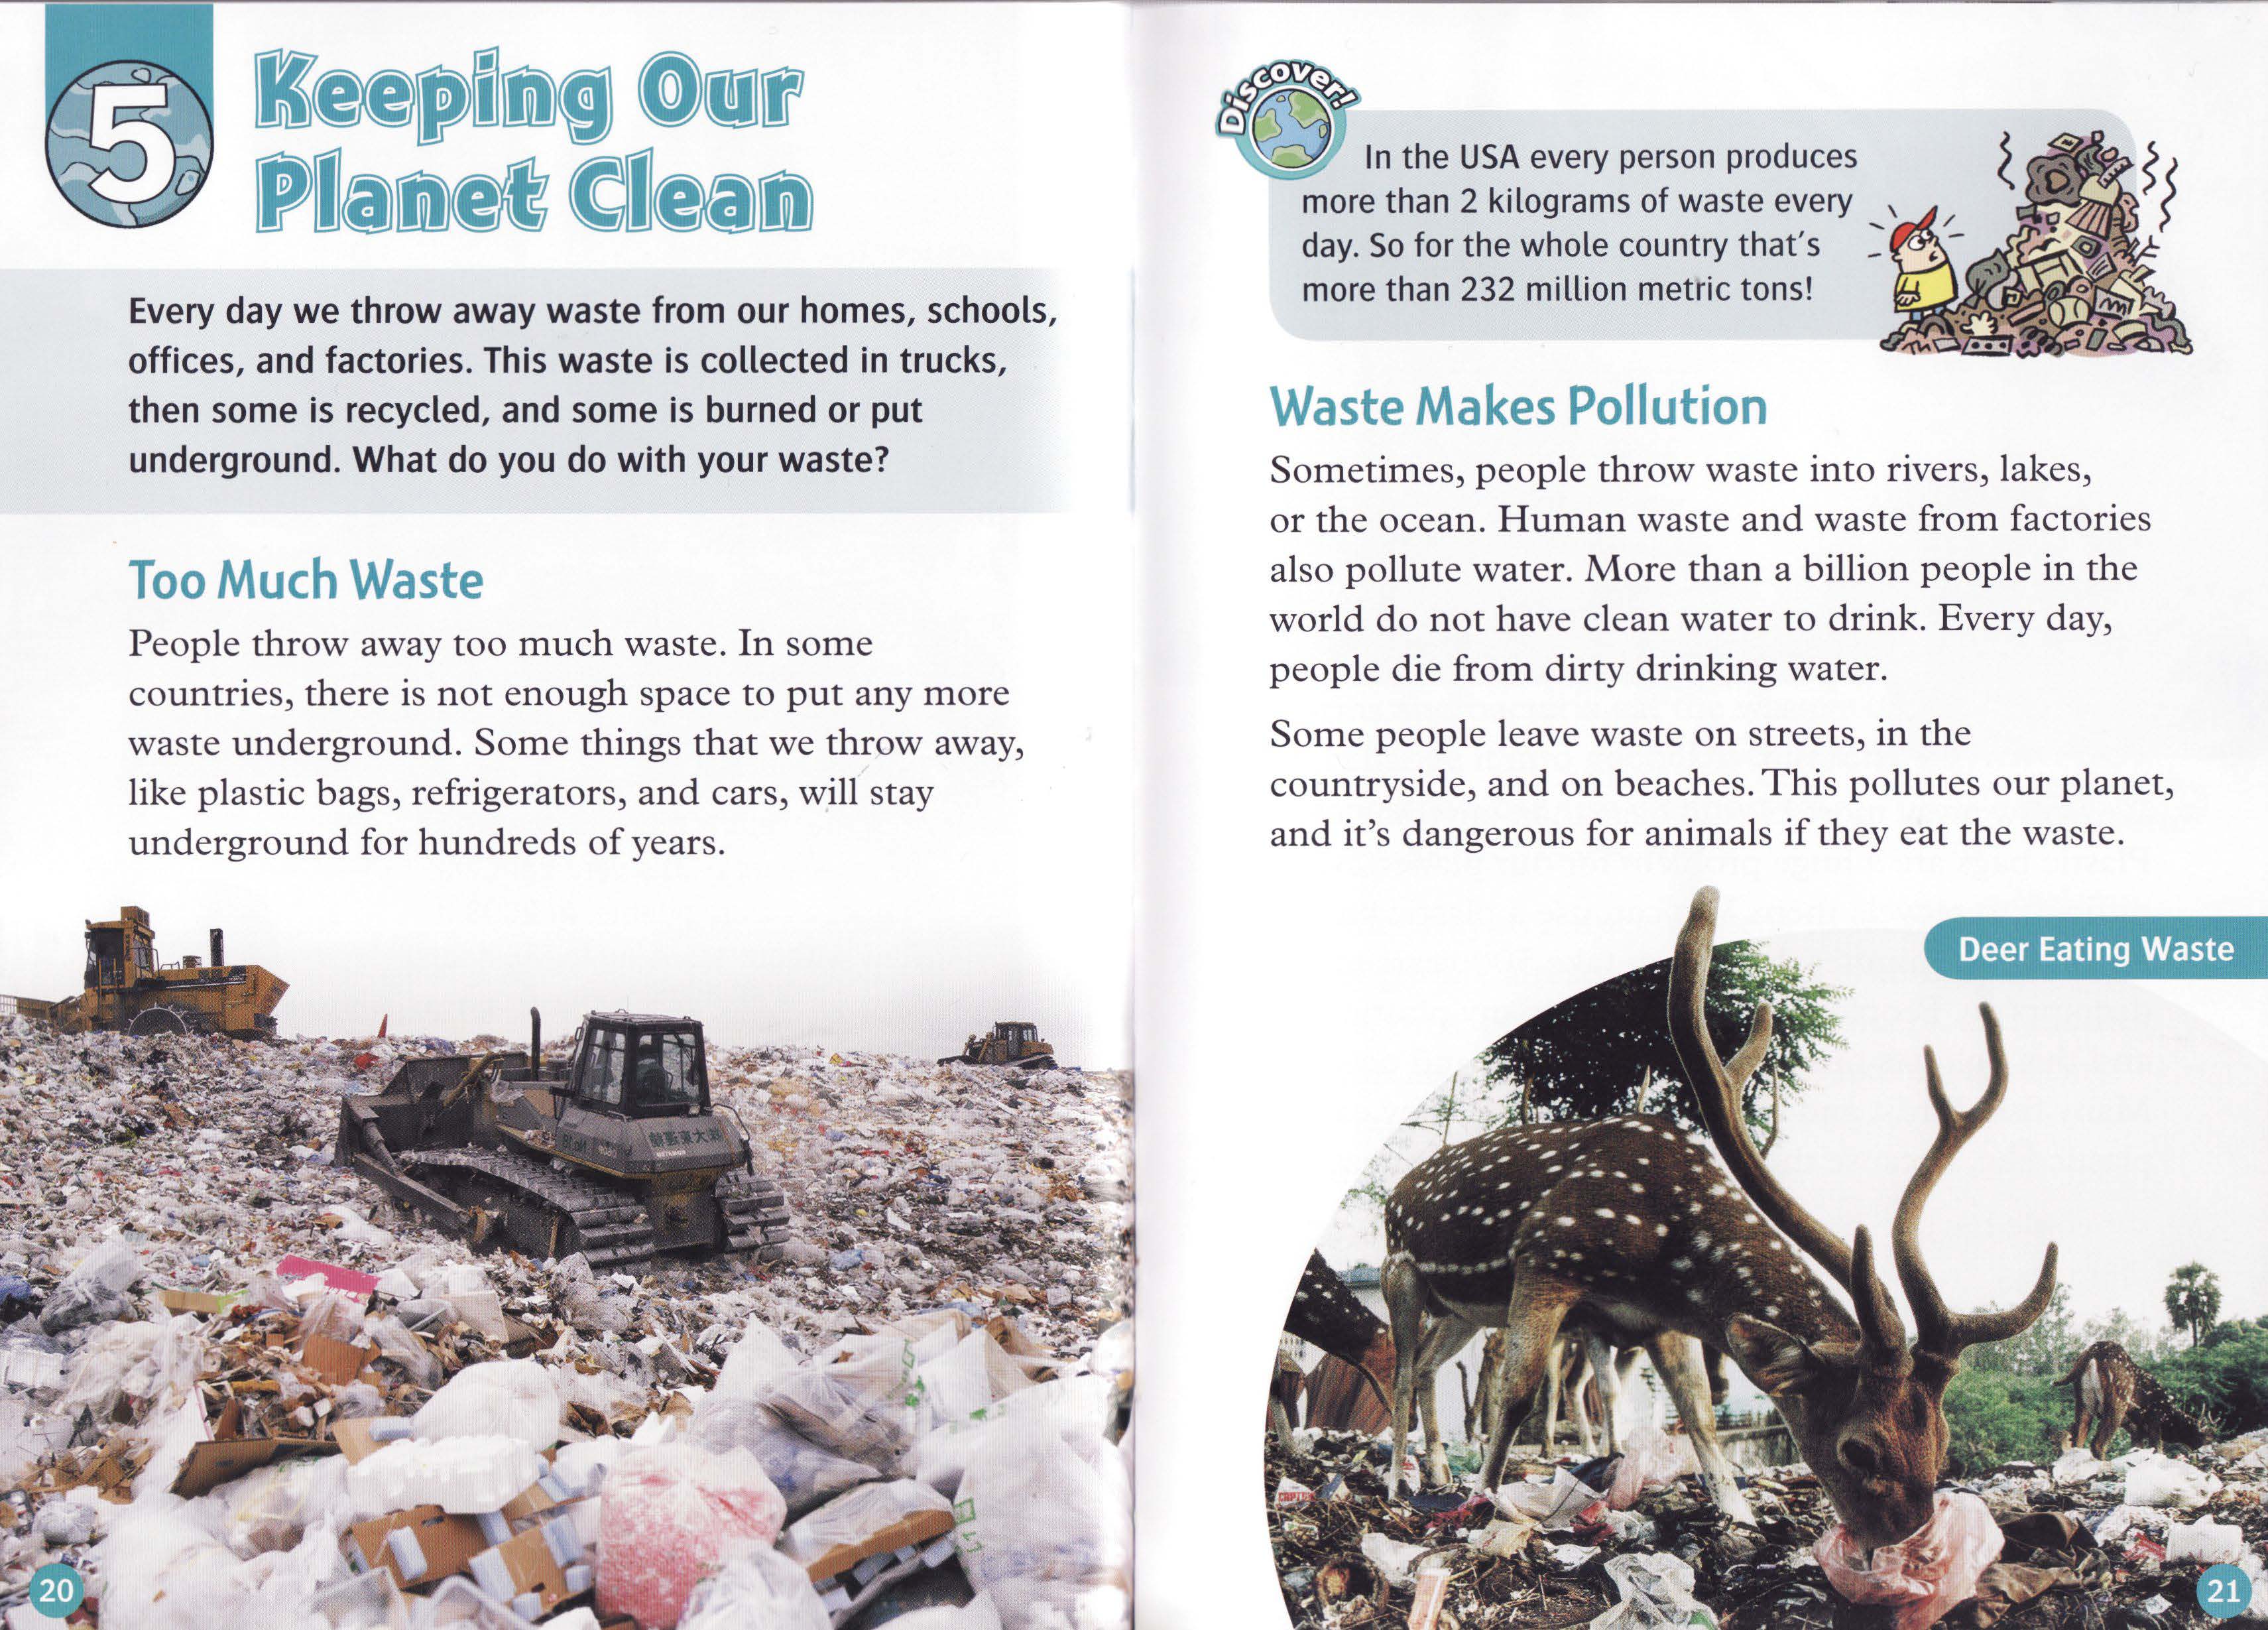 5
Keeping Our
Planet Clean
Every day we throw away waste from our homes, schools,
offices, and factories. This waste is collected in trucks,
then some is recycled, and some is burned or put
underground. What do you do with your waste?
Too Much Waste
People throw away too much waste. In some
countries, there is not enough space to put any more
waste underground. Some things that we throw away,
like plastic bags, refrigerators, and cars, will stay
underground for hundreds of years.
20
Discover!
In the USA every person produces
more than 2 kilograms of waste every
day. So for the whole country that's
more than 232 million metric tons!
Waste Makes Pollution
Sometimes, people throw waste into rivers, lakes,
or the ocean. Human waste and waste from factories
also pollute water. More than a billion people in the
world do not have clean water to drink. Every day,
people die from dirty drinking water.
Some people leave waste on streets, in the
countryside, and on beaches. This pollutes our planet,
and it's dangerous for animals if they eat the waste.
Deer Eating Waste
21